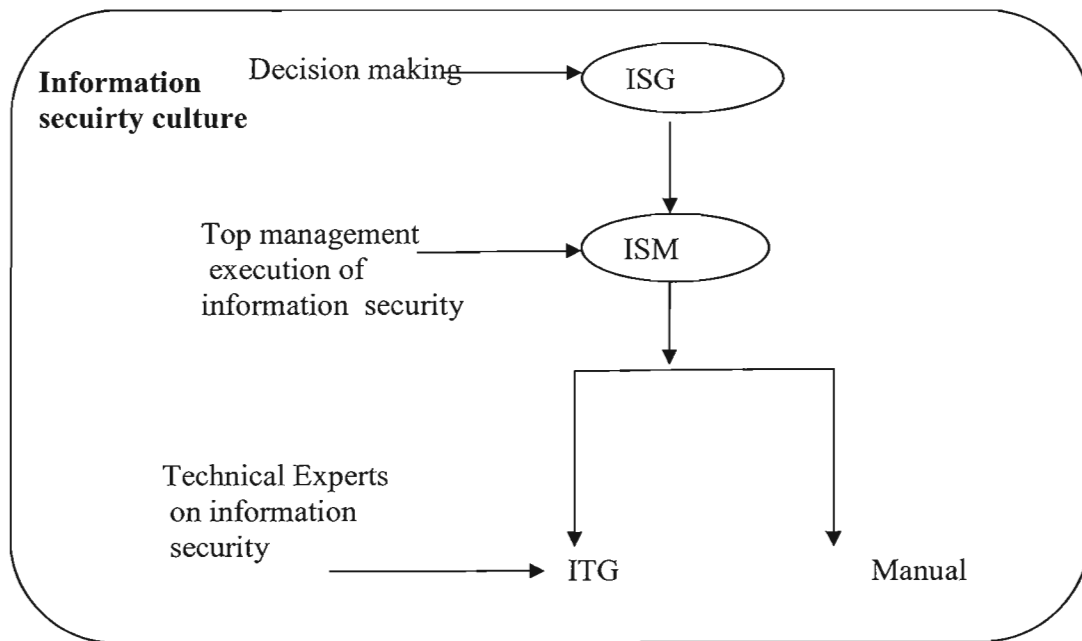 Information
secuirty culture
Decision making
ISG
Top management
execution of
information security
ISM
Technical Experts
on information
security
ITG
Manual